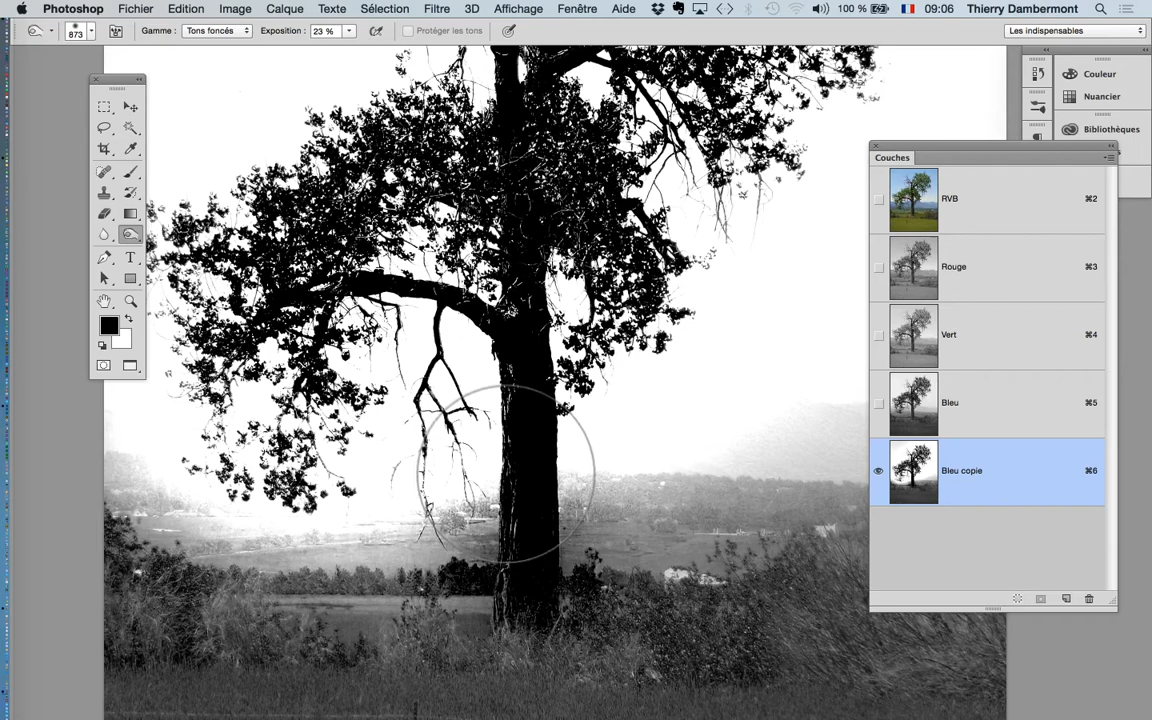 Photoshop Fichier Edition Image Calque Texte Sélection Filtre 3D Affichage Fenêtre Aide 100 % 09:06 Thierry Dambermont
873 Gamme : Tons foncés Exposition : 23 % Protéger les tons Les indispensables
Couleur
Nuancier
Bibliothèques
Couches
RVB ⌘2
Rouge ⌘3
Vert ⌘4
Bleu ⌘5
Bleu copie ⌘6